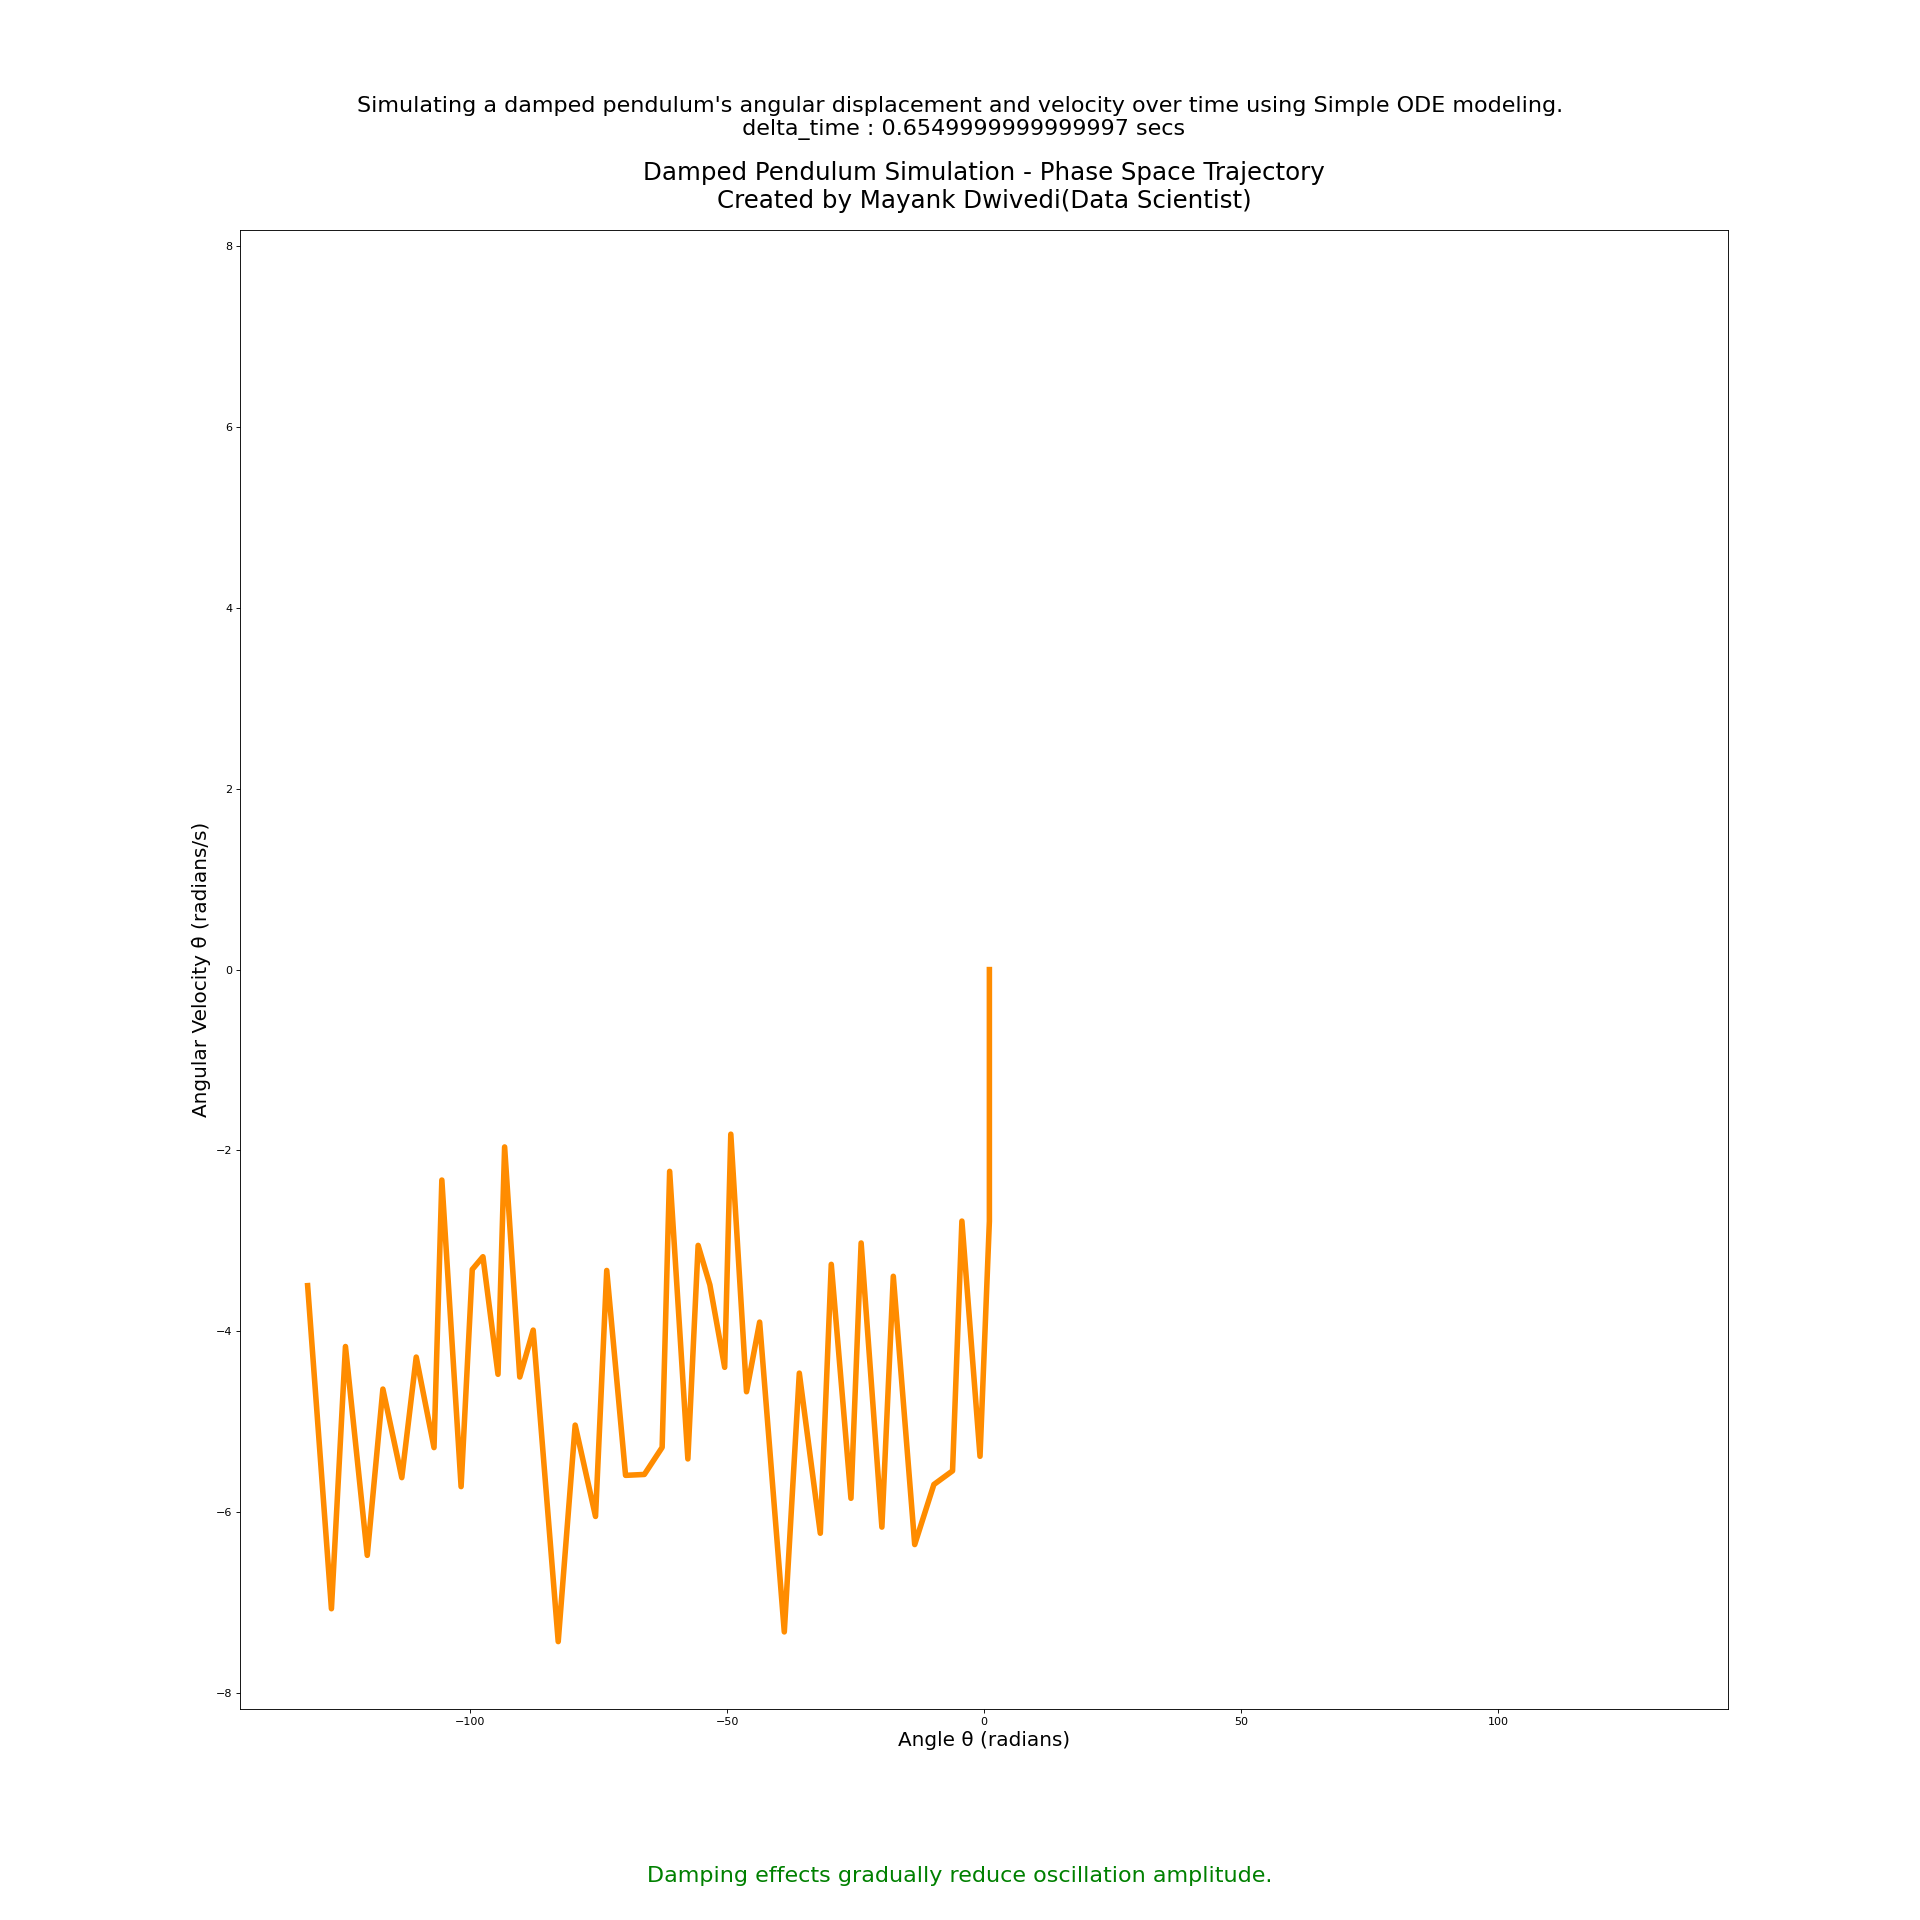 Simulating a damped pendulum's angular displacement and velocity over time using Simple ODE modeling.
delta_time : 0.6549999999999997 secs
Damped Pendulum Simulation - Phase Space Trajectory
Created by Mayank Dwivedi(Data Scientist)
8
6
4
2
0
−2
−4
−6
−8
Angular Velocity θ (radians/s)
−100
−50
0
50
100
Angle θ (radians)
Damping effects gradually reduce oscillation amplitude.